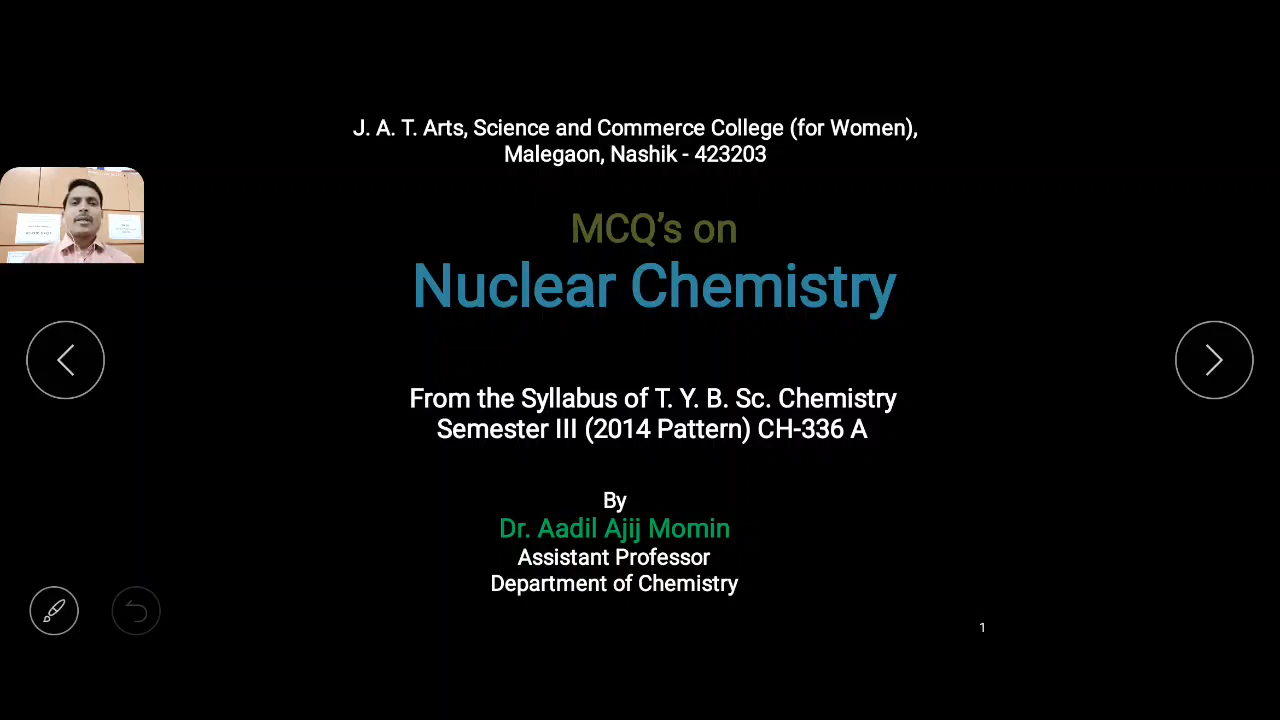 J. A. T. Arts, Science and Commerce College (for Women),
Malegaon, Nashik - 423203
MCQ’s on
Nuclear Chemistry
From the Syllabus of T. Y. B. Sc. Chemistry
Semester III (2014 Pattern) CH-336 A
By
Dr. Aadil Ajij Momin
Assistant Professor
Department of Chemistry
1